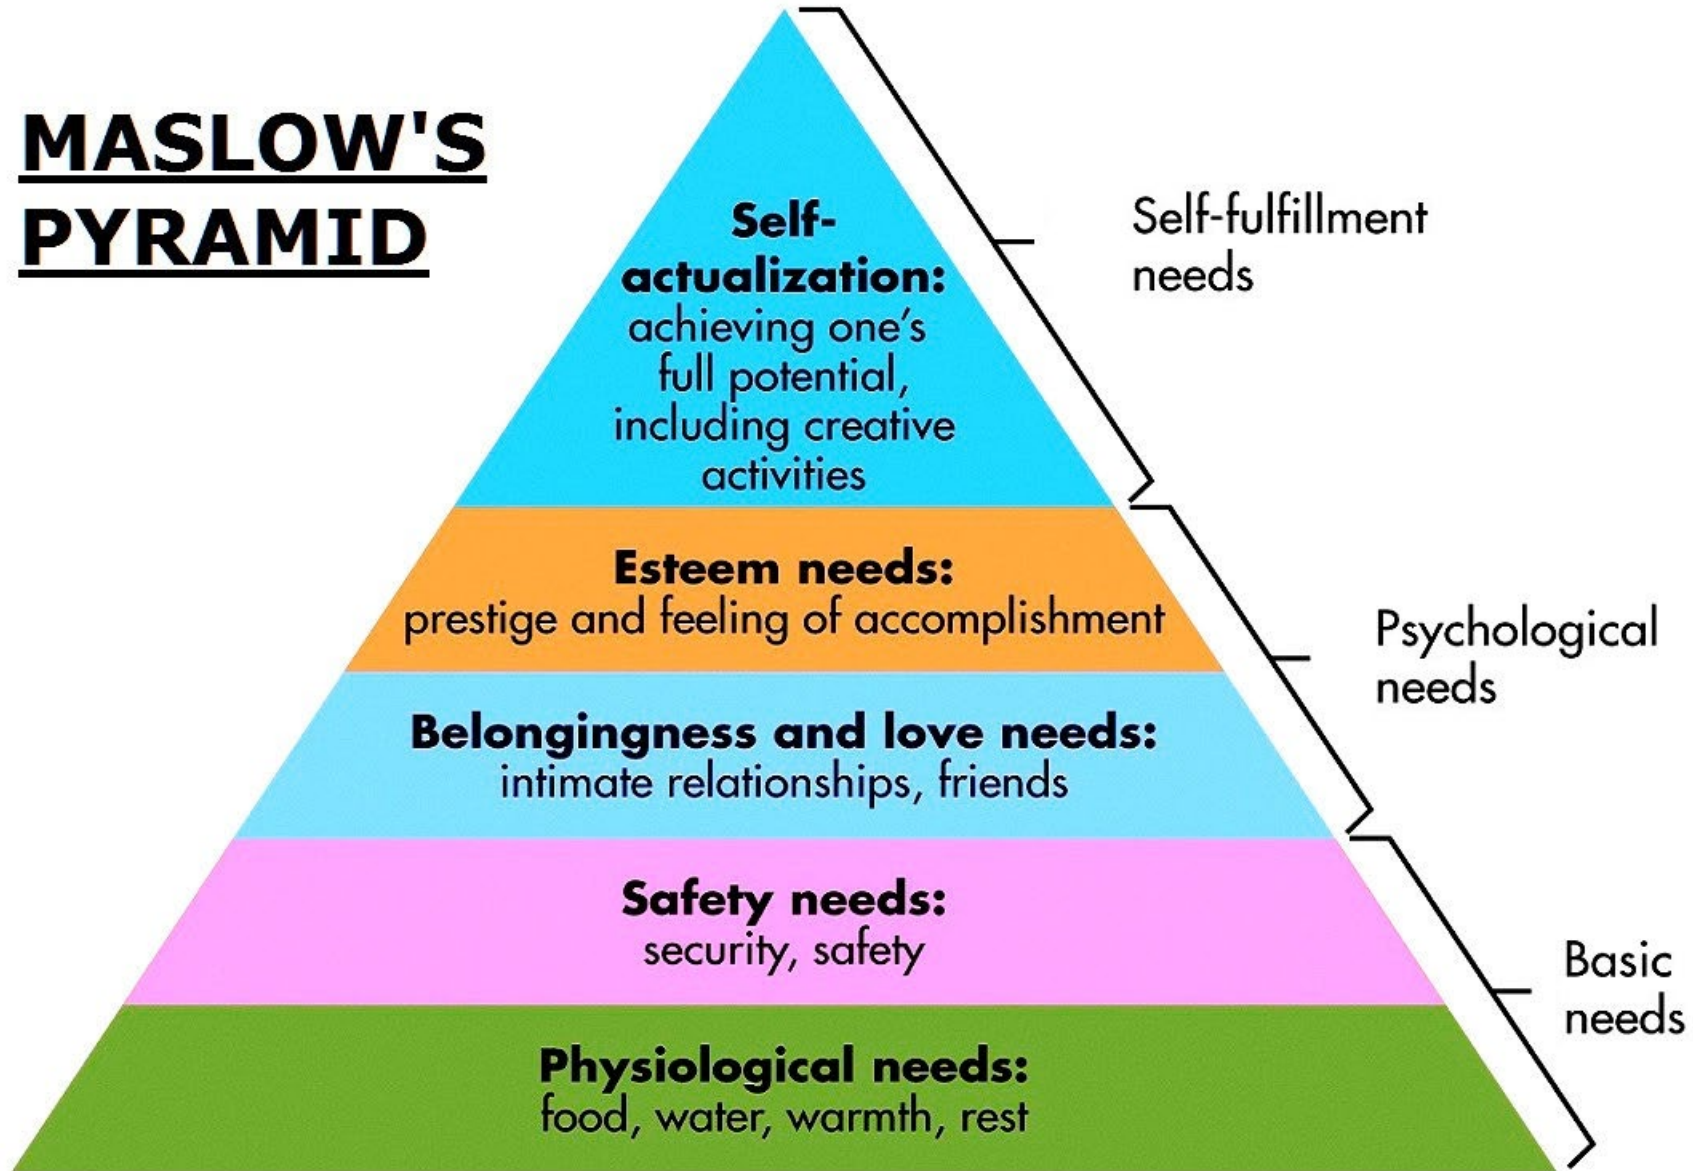 MASLOW'S
PYRAMID
Self-
actualization:
achieving one’s
full potential,
including creative
activities
Self-fulfillment
needs
Esteem needs:
prestige and feeling of accomplishment
Belongingness and love needs:
intimate relationships, friends
Psychological
needs
Safety needs:
security, safety
Physiological needs:
food, water, warmth, rest
Basic
needs